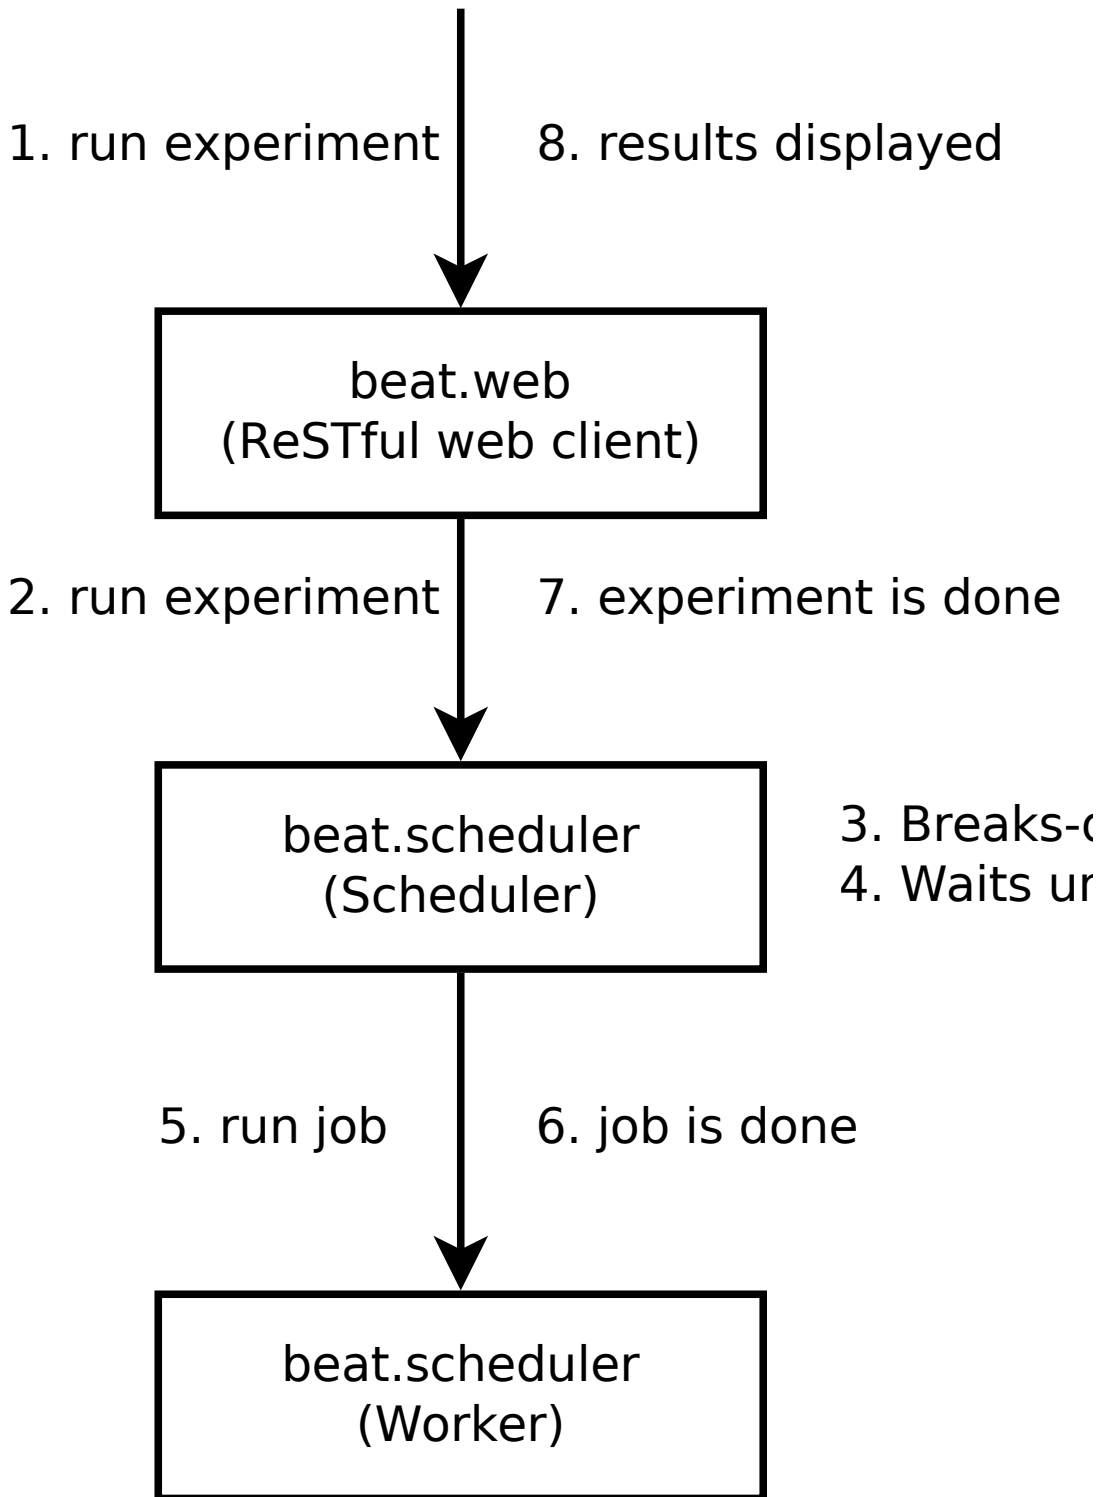 1. run experiment
8. results displayed
beat.web
(ReSTful web client)
2. run experiment
7. experiment is done
beat.scheduler
(Scheduler)
3. Breaks-
4. Waits
5. run job
6. job is done
beat.scheduler
(Worker)